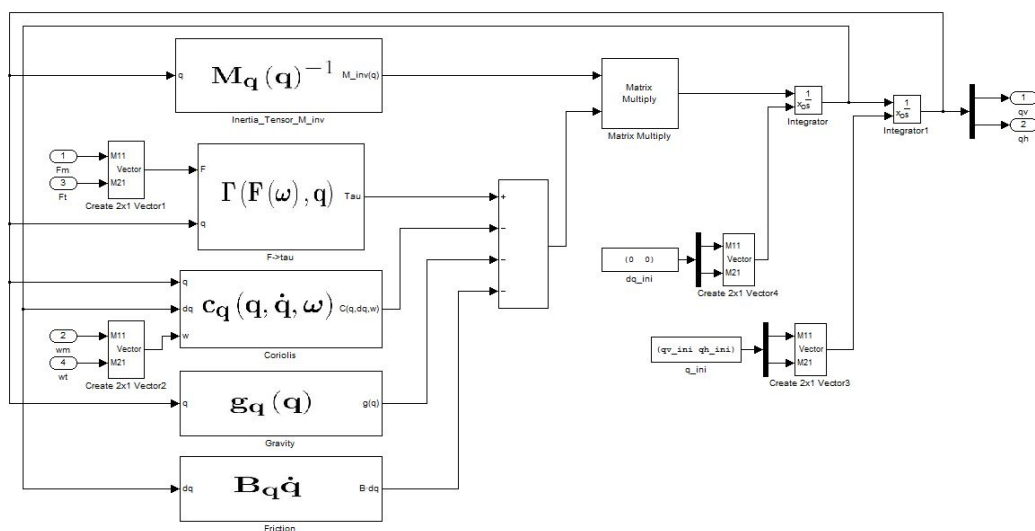 q
M_q (q)^{-1}
M_inv(q)
Inertia_Tensor_M_inv
Matrix
Multiply
Matrix Multiply
1
s
x_o
Integrator
1
s
x_o
Integrator1
1
qv
2
qh
1
Fm
3
Ft
M11
Vector
M21
Create 2x1 Vector1
F
q
Γ(F(ω),q)
Tau
F->tau
+
−
−
−
(0 0)
dq_ini
M11
Vector
M21
Create 2x1 Vector4
q
dq
w
c_q (q, q̇, ω)
C(q,dq,w)
Coriolis
2
wm
4
wt
M11
Vector
M21
Create 2x1 Vector2
(qv_ini qh_ini)
q_ini
M11
Vector
M21
Create 2x1 Vector3
q
g_q (q)
g(q)
Gravity
dq
B_q q̇
B·dq
Friction